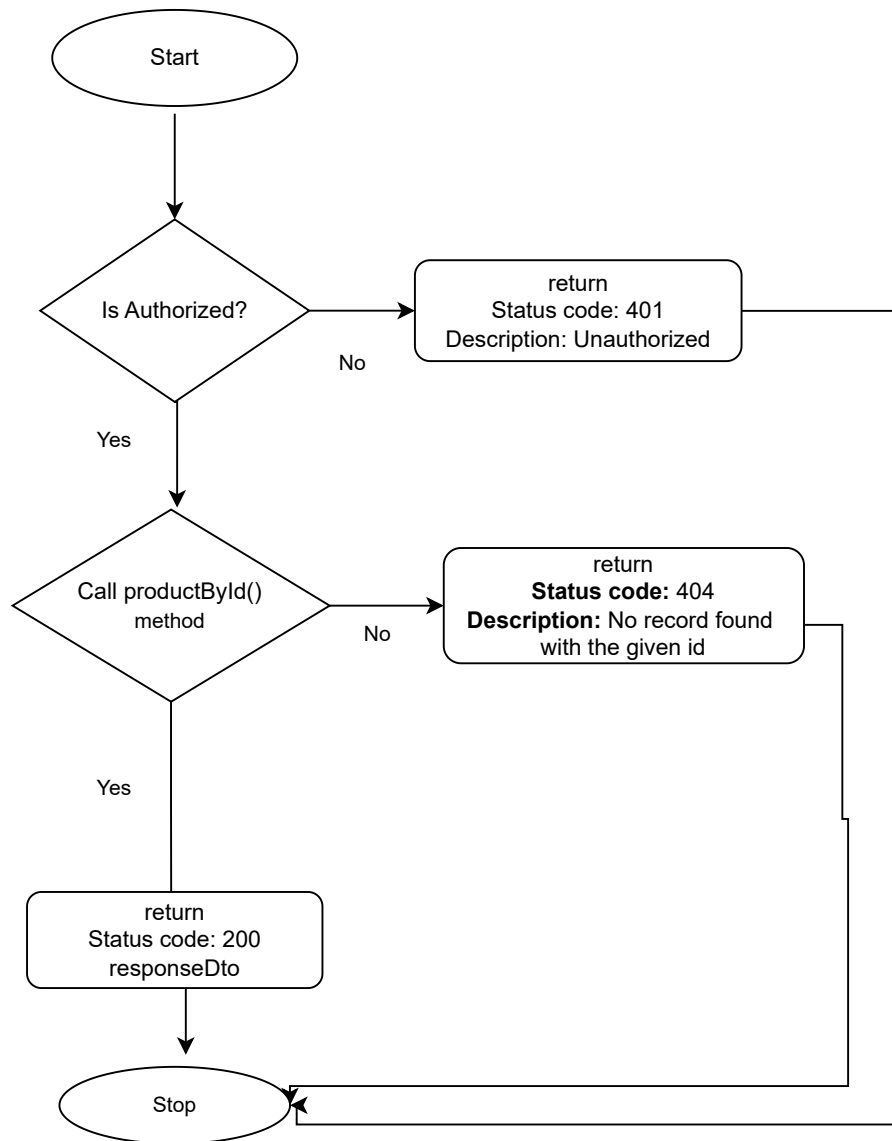 Start
Is Authorized?
return
Status code: 401
Description: Unauthorized
No
Yes
Call productById()
method
return
Status code: 404
Description: No record found
with the given id
No
Yes
return
Status code: 200
responseDto
Stop